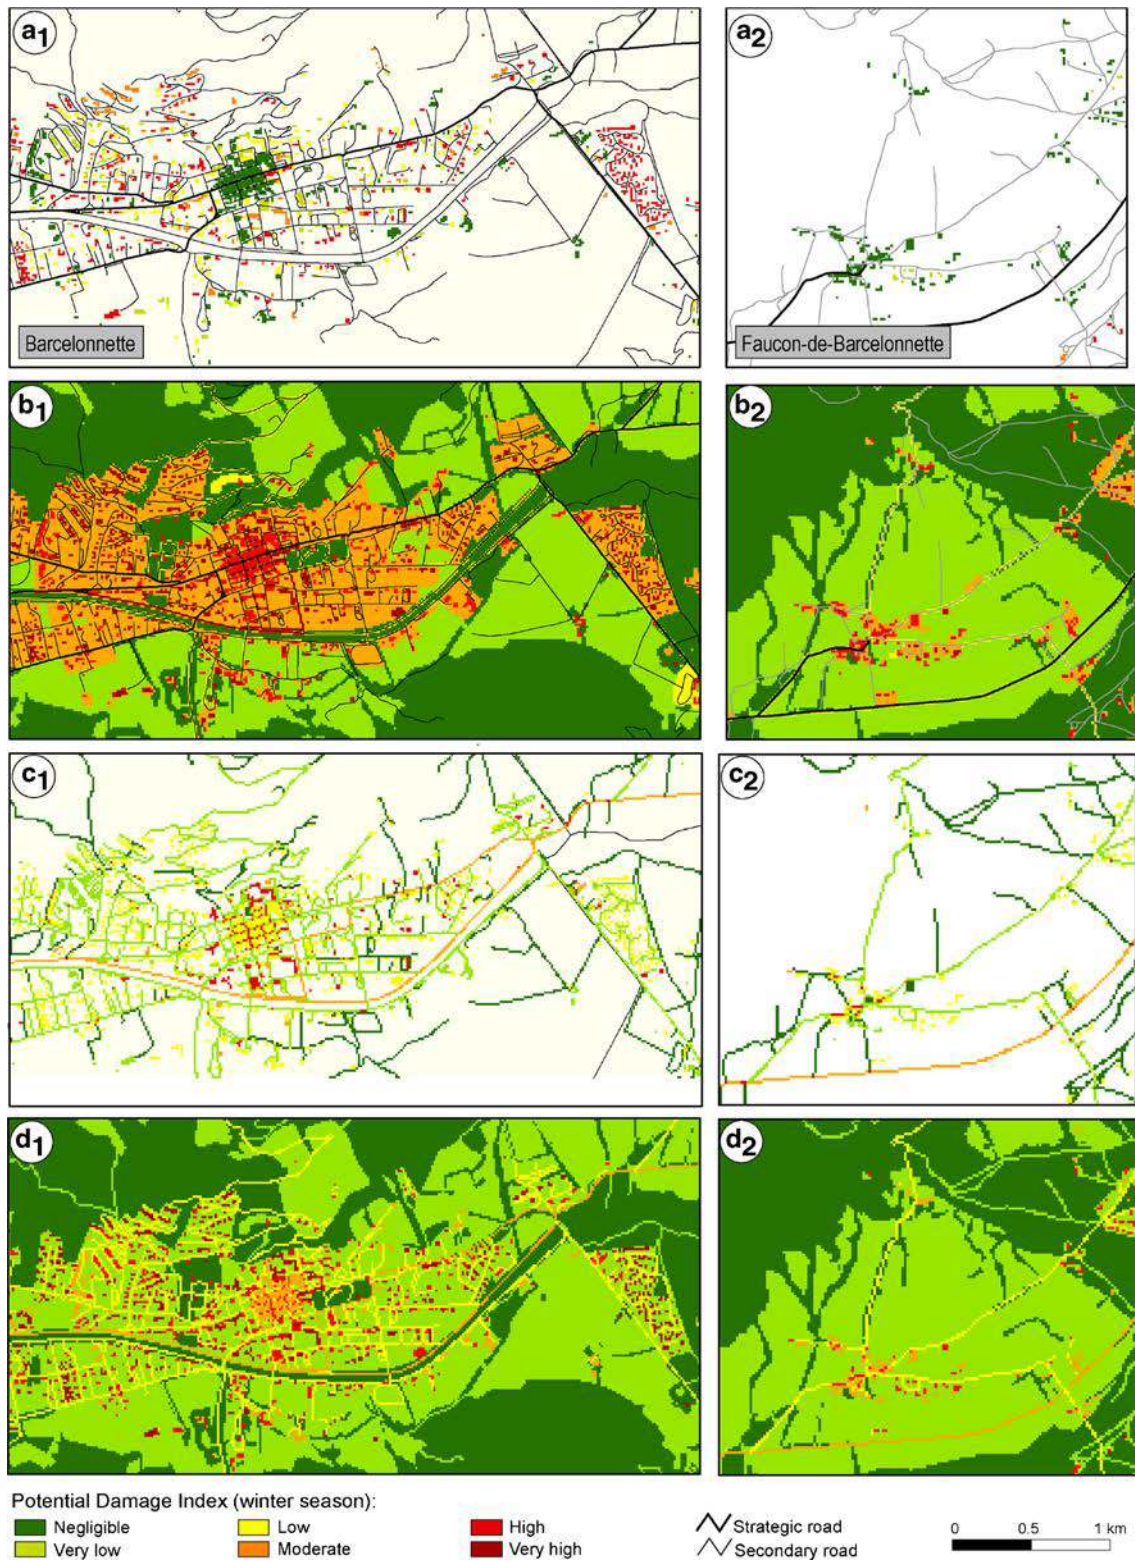 a1
a2
Barcelonnette
Faucon-de-Barcelonnette
b1
b2
c1
c2
d1
d2
Potential Damage Index (winter season):
Negligible
Low
High
Strategic road
0 0.5 1 km
Very low
Moderate
Very high
Secondary road